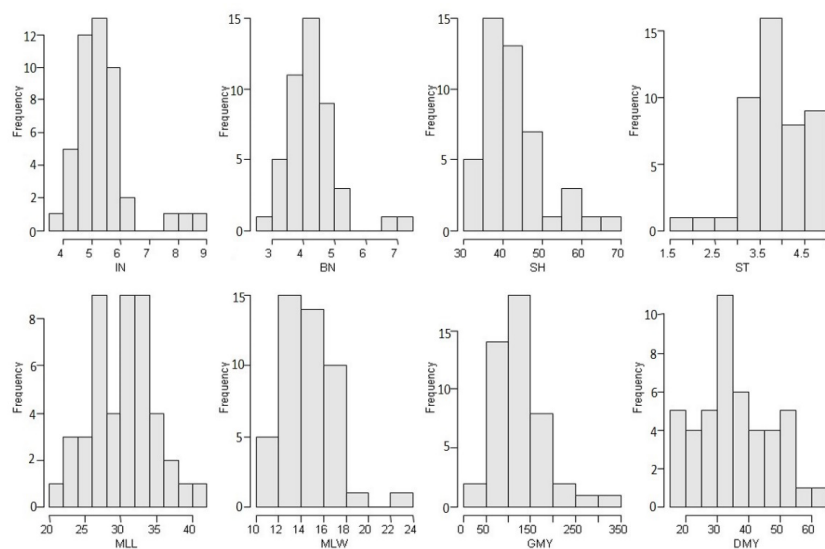 Frequency 0 2 4 6 8 10 12
4 5 6 7 8 9
IN
Frequency 0 5 10 15
3 4 5 6 7
BN
Frequency 0 5 10 15
30 40 50 60 70
SH
Frequency 0 5 10 15
1.5 2.5 3.5 4.5
ST
Frequency 0 2 4 6 8
20 25 30 35 40
MLL
Frequency 0 5 10 15
10 12 14 16 18 20 22 24
MLW
Frequency 0 5 10 15
0 50 150 250 350
GMY
Frequency 0 2 4 6 8 10
20 30 40 50 60
DMY